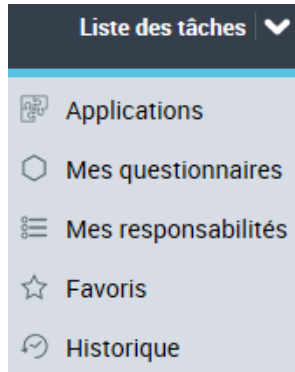 Liste des tâches
Applications
Mes questionnaires
Mes responsabilités
Favoris
Historique